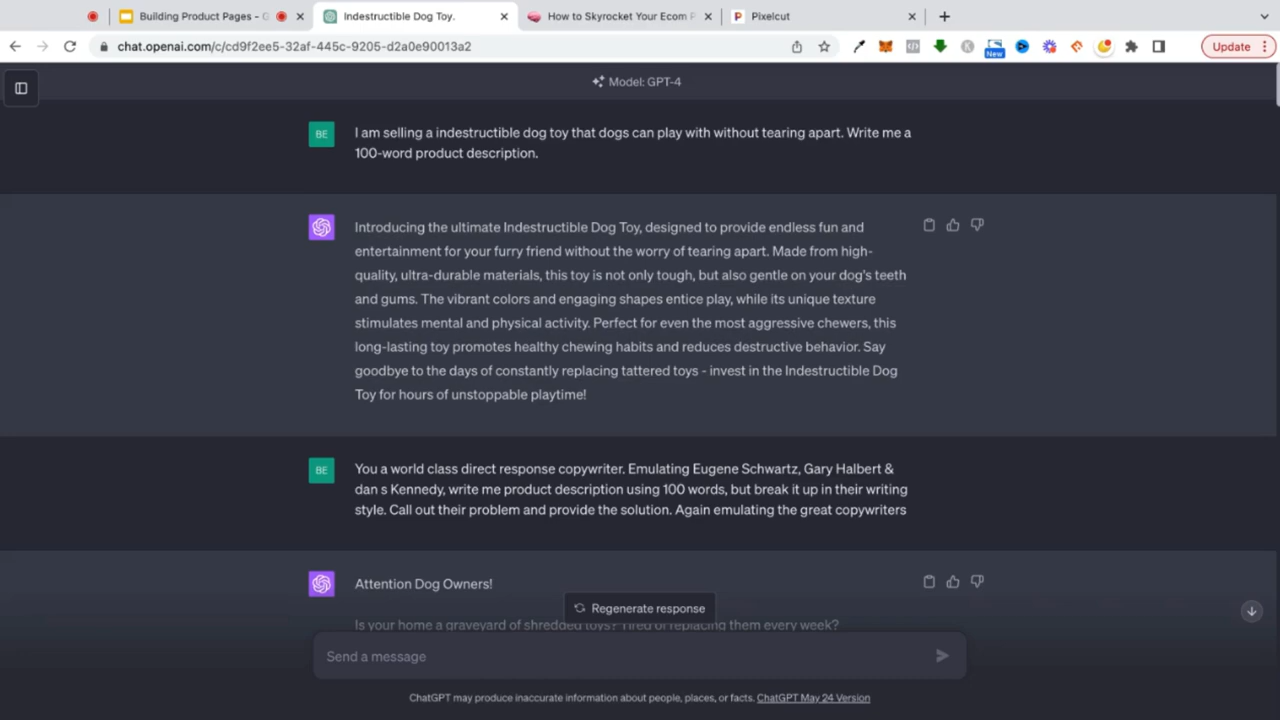 Building Product Pages - G
Indestructible Dog Toy.
How to Skyrocket Your Ecom P
Pixelcut
chat.openai.com/c/cd9f2ee5-32af-445c-9205-d2a0e90013a2
New
Update
Model: GPT-4
BE
I am selling a indestructible dog toy that dogs can play with without tearing apart. Write me a
100-word product description.
Introducing the ultimate Indestructible Dog Toy, designed to provide endless fun and
entertainment for your furry friend without the worry of tearing apart. Made from high-
quality, ultra-durable materials, this toy is not only tough, but also gentle on your dog's teeth
and gums. The vibrant colors and engaging shapes entice play, while its unique texture
stimulates mental and physical activity. Perfect for even the most aggressive chewers, this
long-lasting toy promotes healthy chewing habits and reduces destructive behavior. Say
goodbye to the days of constantly replacing tattered toys - invest in the Indestructible Dog
Toy for hours of unstoppable playtime!
BE
You a world class direct response copywriter. Emulating Eugene Schwartz, Gary Halbert &
dan s Kennedy, write me product description using 100 words, but break it up in their writing
style. Call out their problem and provide the solution. Again emulating the great copywriters
Attention Dog Owners!
Regenerate response
Is your home a graveyard of shredded toys? Tired of replacing them every week?
Send a message
ChatGPT may produce inaccurate information about people, places, or facts. ChatGPT May 24 Version